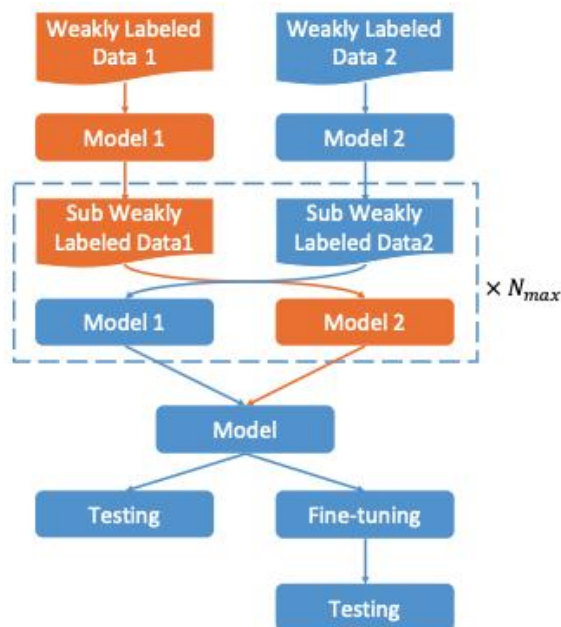 Weakly Labeled
Data 1
Weakly Labeled
Data 2
Model 1
Model 2
Sub Weakly
Labeled Data1
Sub Weakly
Labeled Data2
× N_max
Model 1
Model 2
Model
Testing
Fine-tuning
Testing